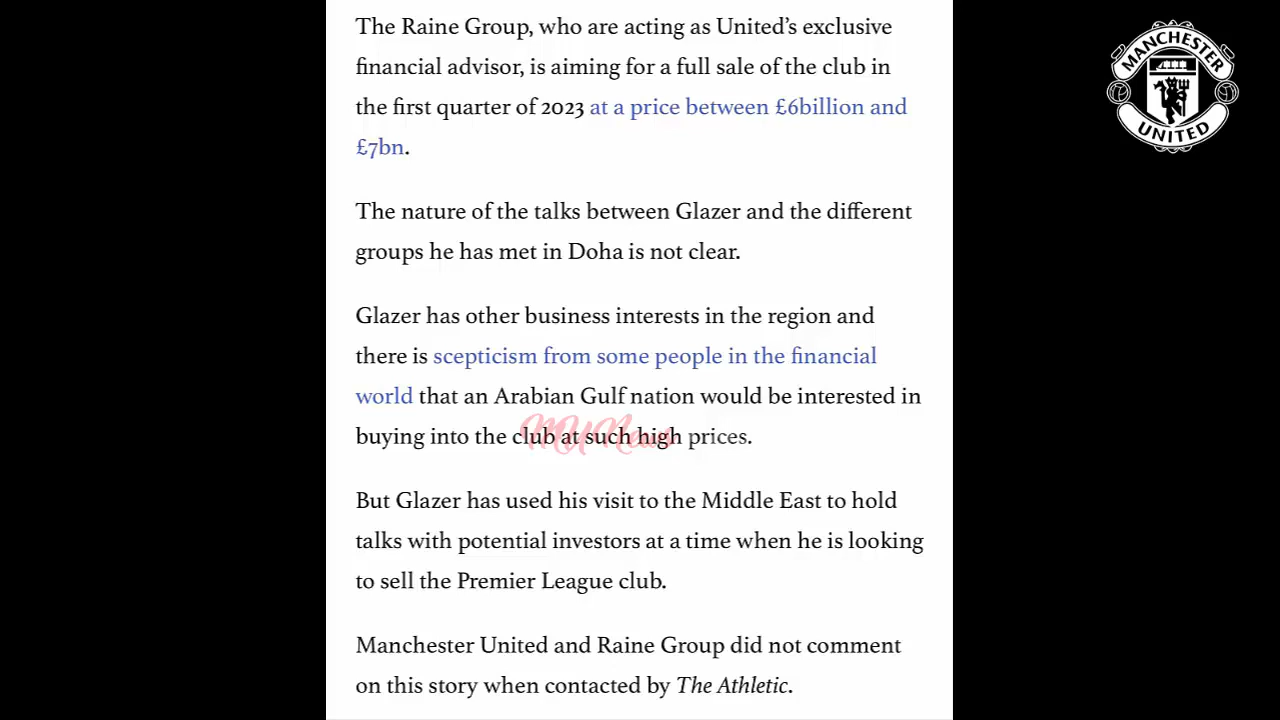 The Raine Group, who are acting as United’s exclusive
financial advisor, is aiming for a full sale of the club in
the first quarter of 2023 at a price between £6billion and
£7bn.
The nature of the talks between Glazer and the different
groups he has met in Doha is not clear.
Glazer has other business interests in the region and
there is scepticism from some people in the financial
world that an Arabian Gulf nation would be interested in
buying into the club at such high prices.
MU News
But Glazer has used his visit to the Middle East to hold
talks with potential investors at a time when he is looking
to sell the Premier League club.
Manchester United and Raine Group did not comment
on this story when contacted by The Athletic.
MANCHESTER
UNITED